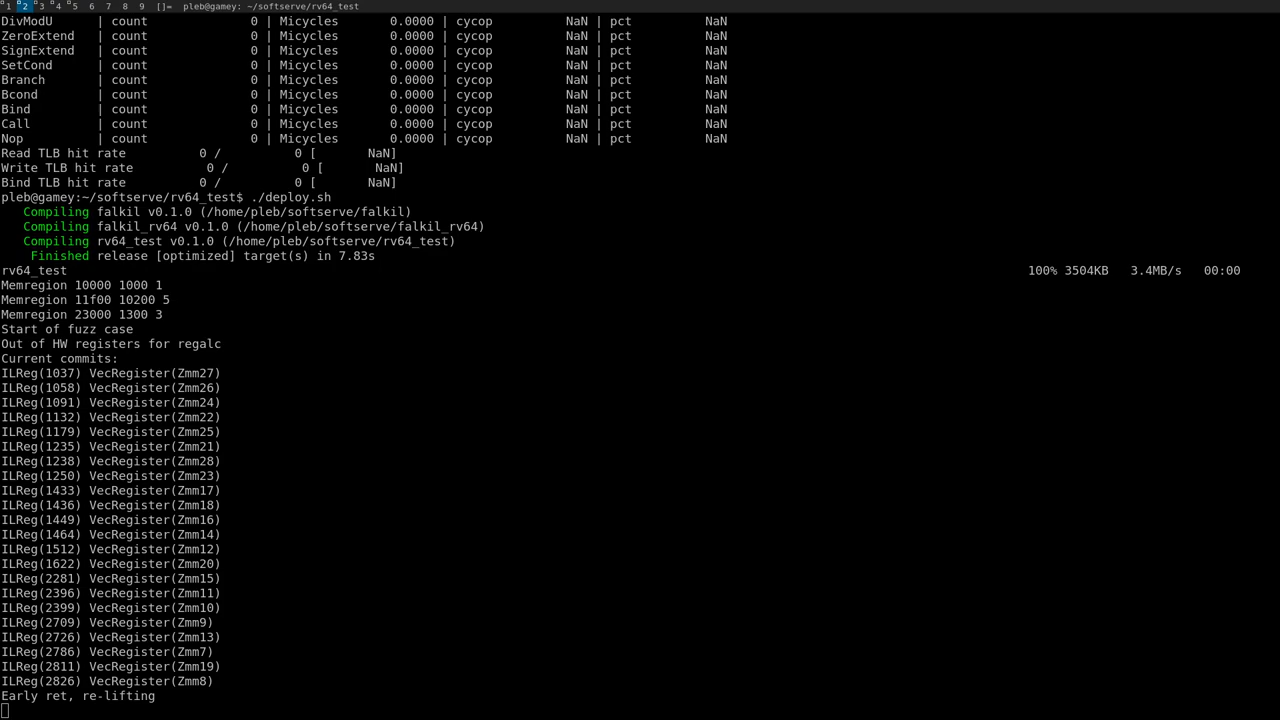 1 2 3 4 5 6 7 8 9 []= pleb@gamey: ~/softserve/rv64_test
DivModU | count 0 | Micycles 0.0000 | cycop NaN | pct NaN
ZeroExtend | count 0 | Micycles 0.0000 | cycop NaN | pct NaN
SignExtend | count 0 | Micycles 0.0000 | cycop NaN | pct NaN
SetCond | count 0 | Micycles 0.0000 | cycop NaN | pct NaN
Branch | count 0 | Micycles 0.0000 | cycop NaN | pct NaN
Bcond | count 0 | Micycles 0.0000 | cycop NaN | pct NaN
Bind | count 0 | Micycles 0.0000 | cycop NaN | pct NaN
Call | count 0 | Micycles 0.0000 | cycop NaN | pct NaN
Nop | count 0 | Micycles 0.0000 | cycop NaN | pct NaN
Read TLB hit rate 0 / 0 [ NaN]
Write TLB hit rate 0 / 0 [ NaN]
Bind TLB hit rate 0 / 0 [ NaN]
pleb@gamey:~/softserve/rv64_test$ ./deploy.sh
Compiling falkil v0.1.0 (/home/pleb/softserve/falkil)
Compiling falkil_rv64 v0.1.0 (/home/pleb/softserve/falkil_rv64)
Compiling rv64_test v0.1.0 (/home/pleb/softserve/rv64_test)
Finished release [optimized] target(s) in 7.83s
rv64_test 100% 3504KB 3.4MB/s 00:00
Memregion 10000 1000 1
Memregion 11f00 10200 5
Memregion 23000 1300 3
Start of fuzz case
Out of HW registers for regalc
Current commits:
ILReg(1037) VecRegister(Zmm27)
ILReg(1058) VecRegister(Zmm26)
ILReg(1091) VecRegister(Zmm24)
ILReg(1132) VecRegister(Zmm22)
ILReg(1179) VecRegister(Zmm25)
ILReg(1235) VecRegister(Zmm21)
ILReg(1238) VecRegister(Zmm28)
ILReg(1250) VecRegister(Zmm23)
ILReg(1433) VecRegister(Zmm17)
ILReg(1436) VecRegister(Zmm18)
ILReg(1449) VecRegister(Zmm16)
ILReg(1464) VecRegister(Zmm14)
ILReg(1512) VecRegister(Zmm12)
ILReg(1622) VecRegister(Zmm20)
ILReg(2281) VecRegister(Zmm15)
ILReg(2396) VecRegister(Zmm11)
ILReg(2399) VecRegister(Zmm10)
ILReg(2709) VecRegister(Zmm9)
ILReg(2726) VecRegister(Zmm13)
ILReg(2786) VecRegister(Zmm7)
ILReg(2811) VecRegister(Zmm19)
ILReg(2826) VecRegister(Zmm8)
Early ret, re-lifting